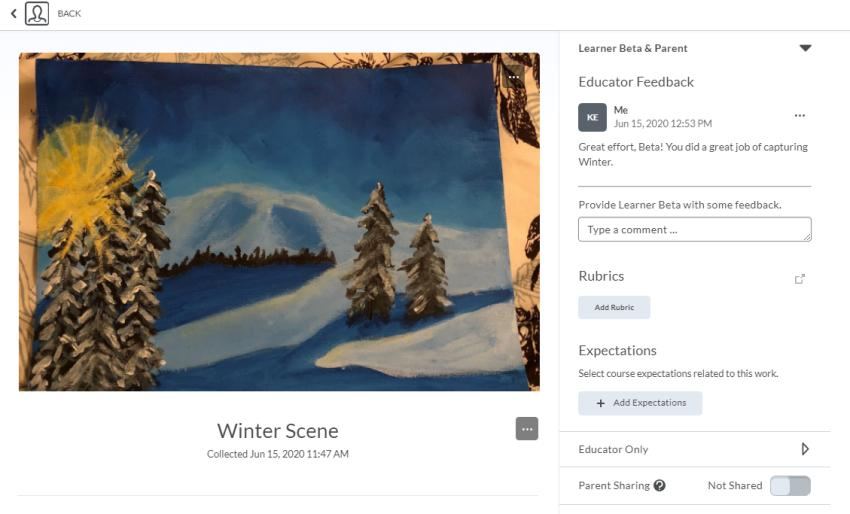 BACK
Winter Scene
Collected Jun 15, 2020 11:47 AM
Learner Beta & Parent
Educator Feedback
KE
Me
Jun 15, 2020 12:53 PM
Great effort, Beta! You did a great job of capturing
Winter.
Provide Learner Beta with some feedback.
Type a comment ...
Rubrics
Add Rubric
Expectations
Select course expectations related to this work.
+ Add Expectations
Educator Only
Parent Sharing ?
Not Shared